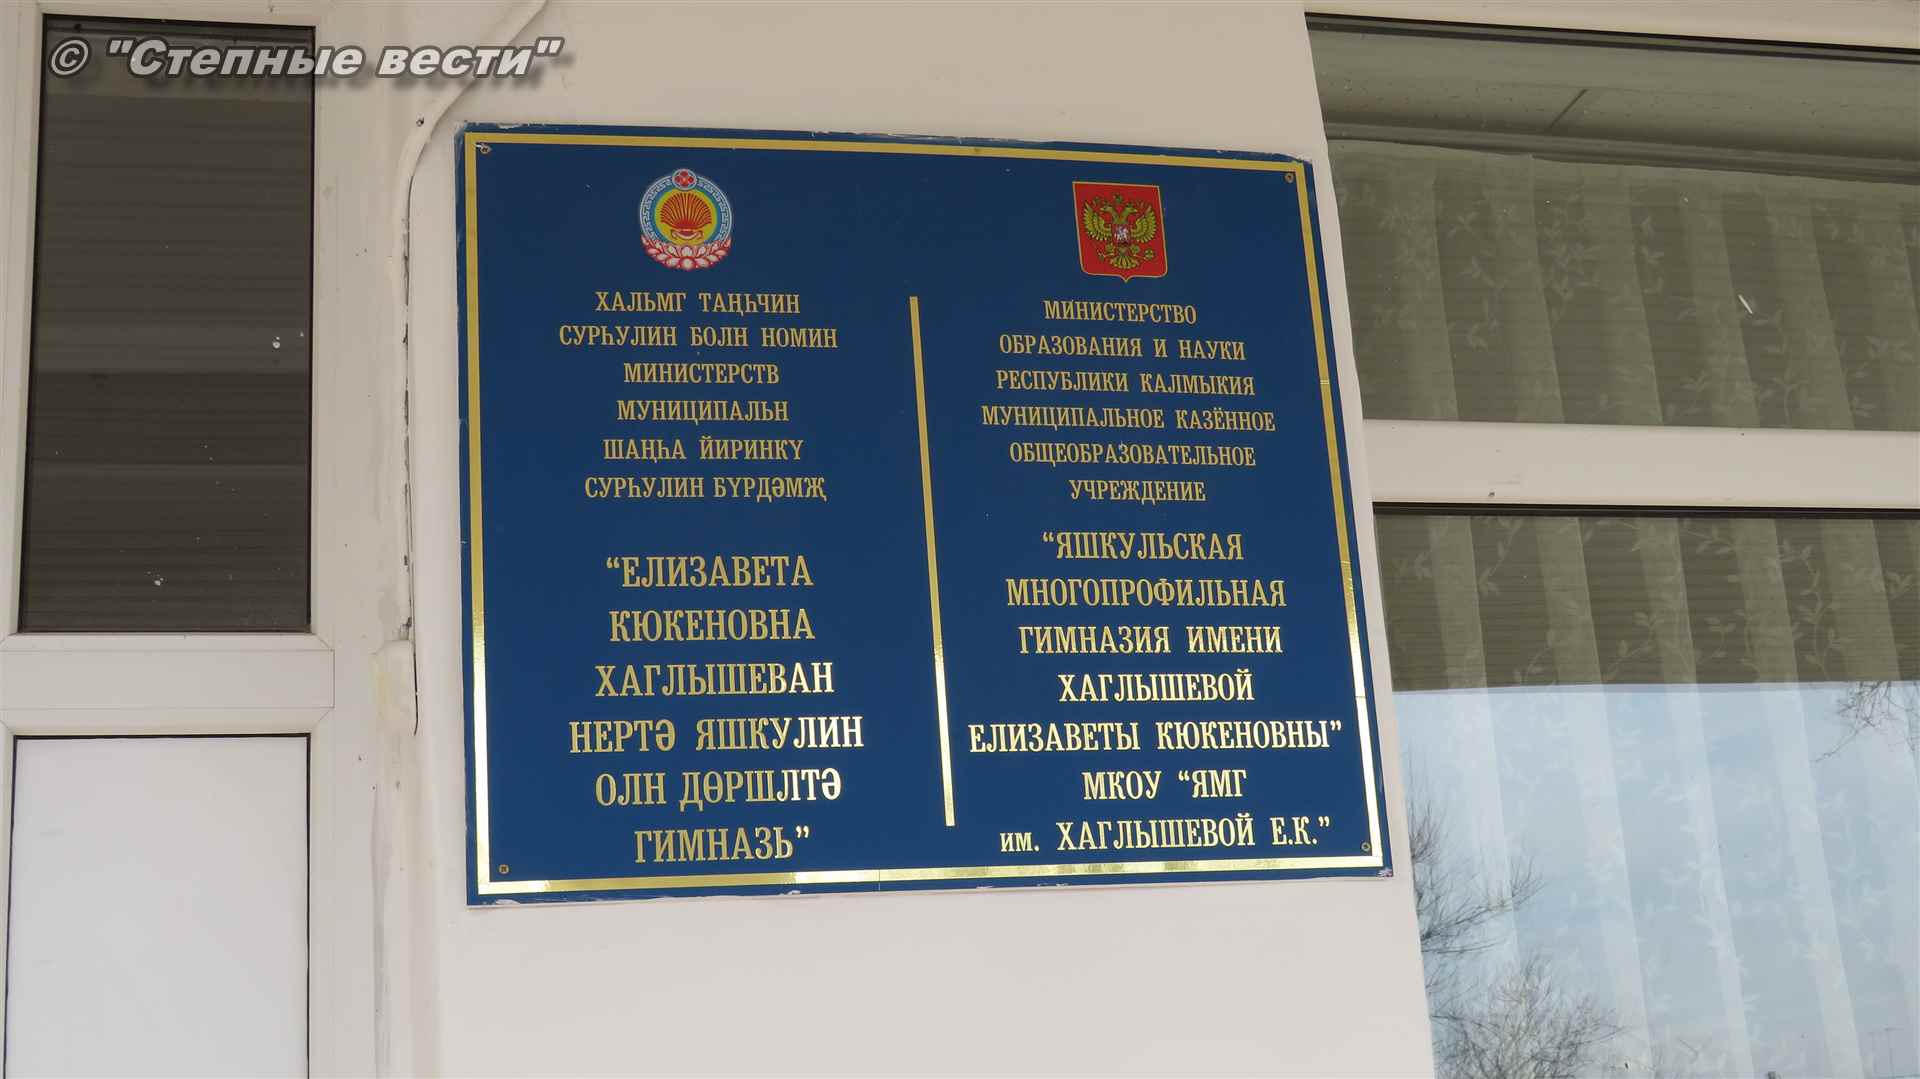 © "Степные вести"
ХАЛЬМГ ТАҢҺЧИН
СУРҺУЛИН БОЛН НОМИН
МИНИСТЕРСТВ
МУНИЦИПАЛЬН
ШАҢҺА ЙИРИНКҮ
СУРҺУЛИН БҮРДӘМҖ
“ЕЛИЗАВЕТА
КЮКЕНОВНА
ХАГЛЫШЕВАН
НЕРТӘ ЯШКУЛИН
ОЛН ДӨРШЛТӘ
ГИМНАЗЬ”
МИНИСТЕРСТВО
ОБРАЗОВАНИЯ И НАУКИ
РЕСПУБЛИКИ КАЛМЫКИЯ
МУНИЦИПАЛЬНОЕ КАЗЁННОЕ
ОБЩЕОБРАЗОВАТЕЛЬНОЕ
УЧРЕЖДЕНИЕ
“ЯШКУЛЬСКАЯ
МНОГОПРОФИЛЬНАЯ
ГИМНАЗИЯ ИМЕНИ
ХАГЛЫШЕВОЙ
ЕЛИЗАВЕТЫ КЮКЕНОВНЫ”
МКОУ “ЯМГ
им. ХАГЛЫШЕВОЙ Е.К.”